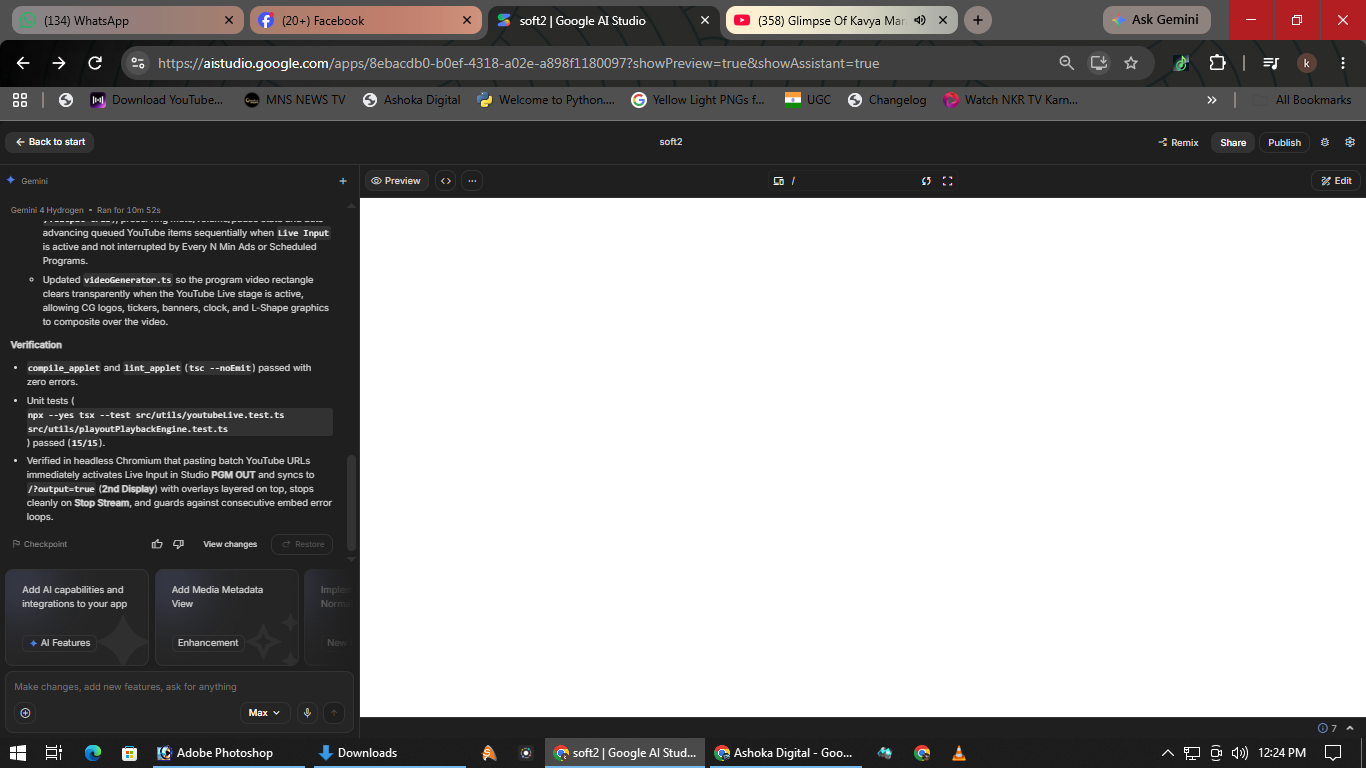 (134) WhatsApp
(20+) Facebook
soft2 | Google AI Studio
(358) Glimpse Of Kavya Mar
Ask Gemini
https://aistudio.google.com/apps/8ebacdb0-b0ef-4318-a02e-a898f1180097?showPreview=true&showAssistant=true
k
Download YouTube...
MNS NEWS TV
Ashoka Digital
Welcome to Python....
Yellow Light PNGs f...
UGC
Changelog
Watch NKR TV Karn...
All Bookmarks
Back to start
soft2
Remix
Share
Publish
Gemini
Preview
/
Edit
Gemini 4 Hydrogen • Ran for 10m 52s
advancing queued YouTube items sequentially when Live Input
is active and not interrupted by Every N Min Ads or Scheduled
Programs.
Updated videoGenerator.ts so the program video rectangle
clears transparently when the YouTube Live stage is active,
allowing CG logos, tickers, banners, clock, and L-Shape graphics
to composite over the video.
Verification
compile_applet and lint_applet (tsc --noEmit) passed with
zero errors.
Unit tests (
npx --yes tsx --test src/utils/youtubeLive.test.ts
src/utils/playoutPlaybackEngine.test.ts
) passed (15/15).
Verified in headless Chromium that pasting batch YouTube URLs
immediately activates Live Input in Studio PGM OUT and syncs to
/?output=true (2nd Display) with overlays layered on top, stops
cleanly on Stop Stream, and guards against consecutive embed error
loops.
Checkpoint
View changes
Restore
Add AI capabilities and
integrations to your app
AI Features
Add Media Metadata
View
Enhancement
New
Make changes, add new features, ask for anything
Max
7
Adobe Photoshop
Downloads
soft2 | Google AI Stud...
Ashoka Digital - Goo...
12:24 PM